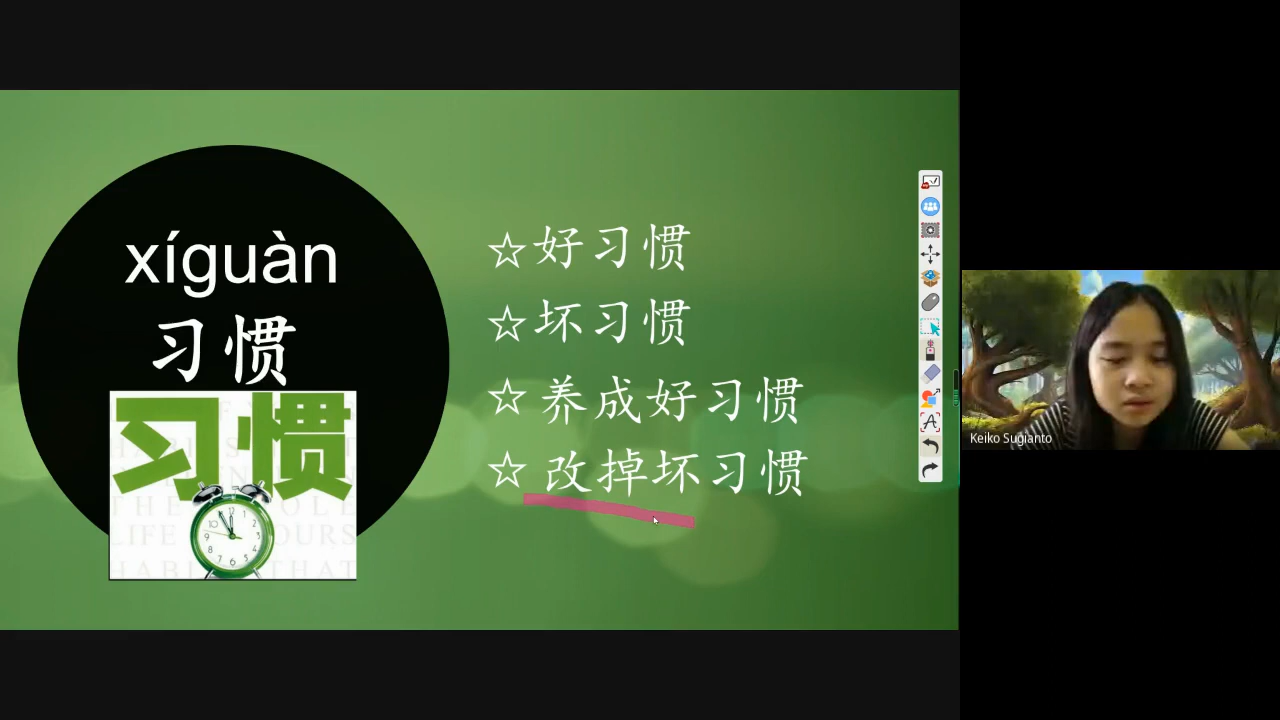 xíguàn
习惯
习惯
☆好习惯
☆坏习惯
☆ 养成好习惯
☆ 改掉坏习惯
Keiko Sugianto